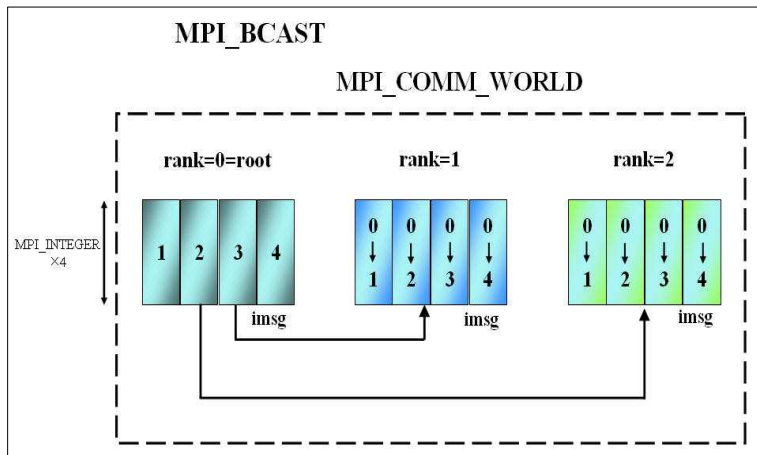 MPI_BCAST
MPI_COMM_WORLD
rank=0=root rank=1 rank=2
0 0 0 0 0 0 0 0
MPI_INTEGER
×4
1 2 3 4
1 2 3 4 1 2 3 4
imsg imsg imsg